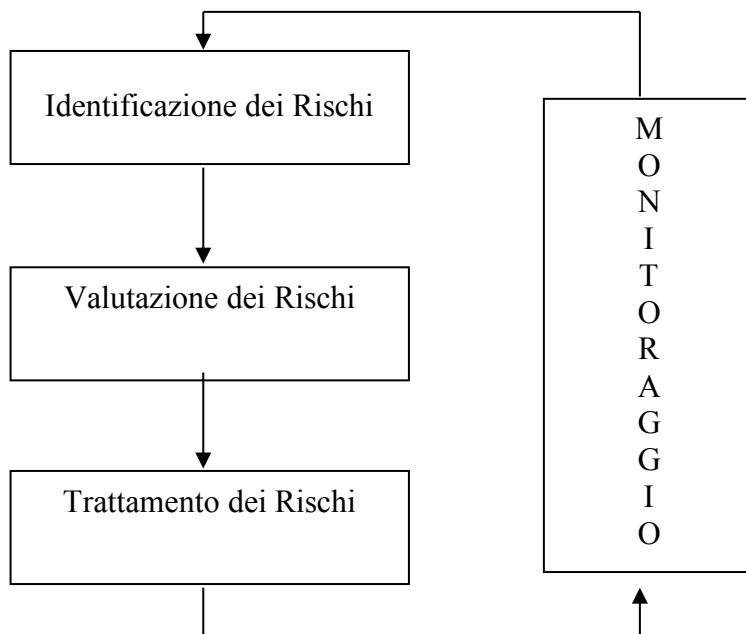 Identificazione dei Rischi
Valutazione dei Rischi
Trattamento dei Rischi
M
O
N
I
T
O
R
A
G
G
I
O